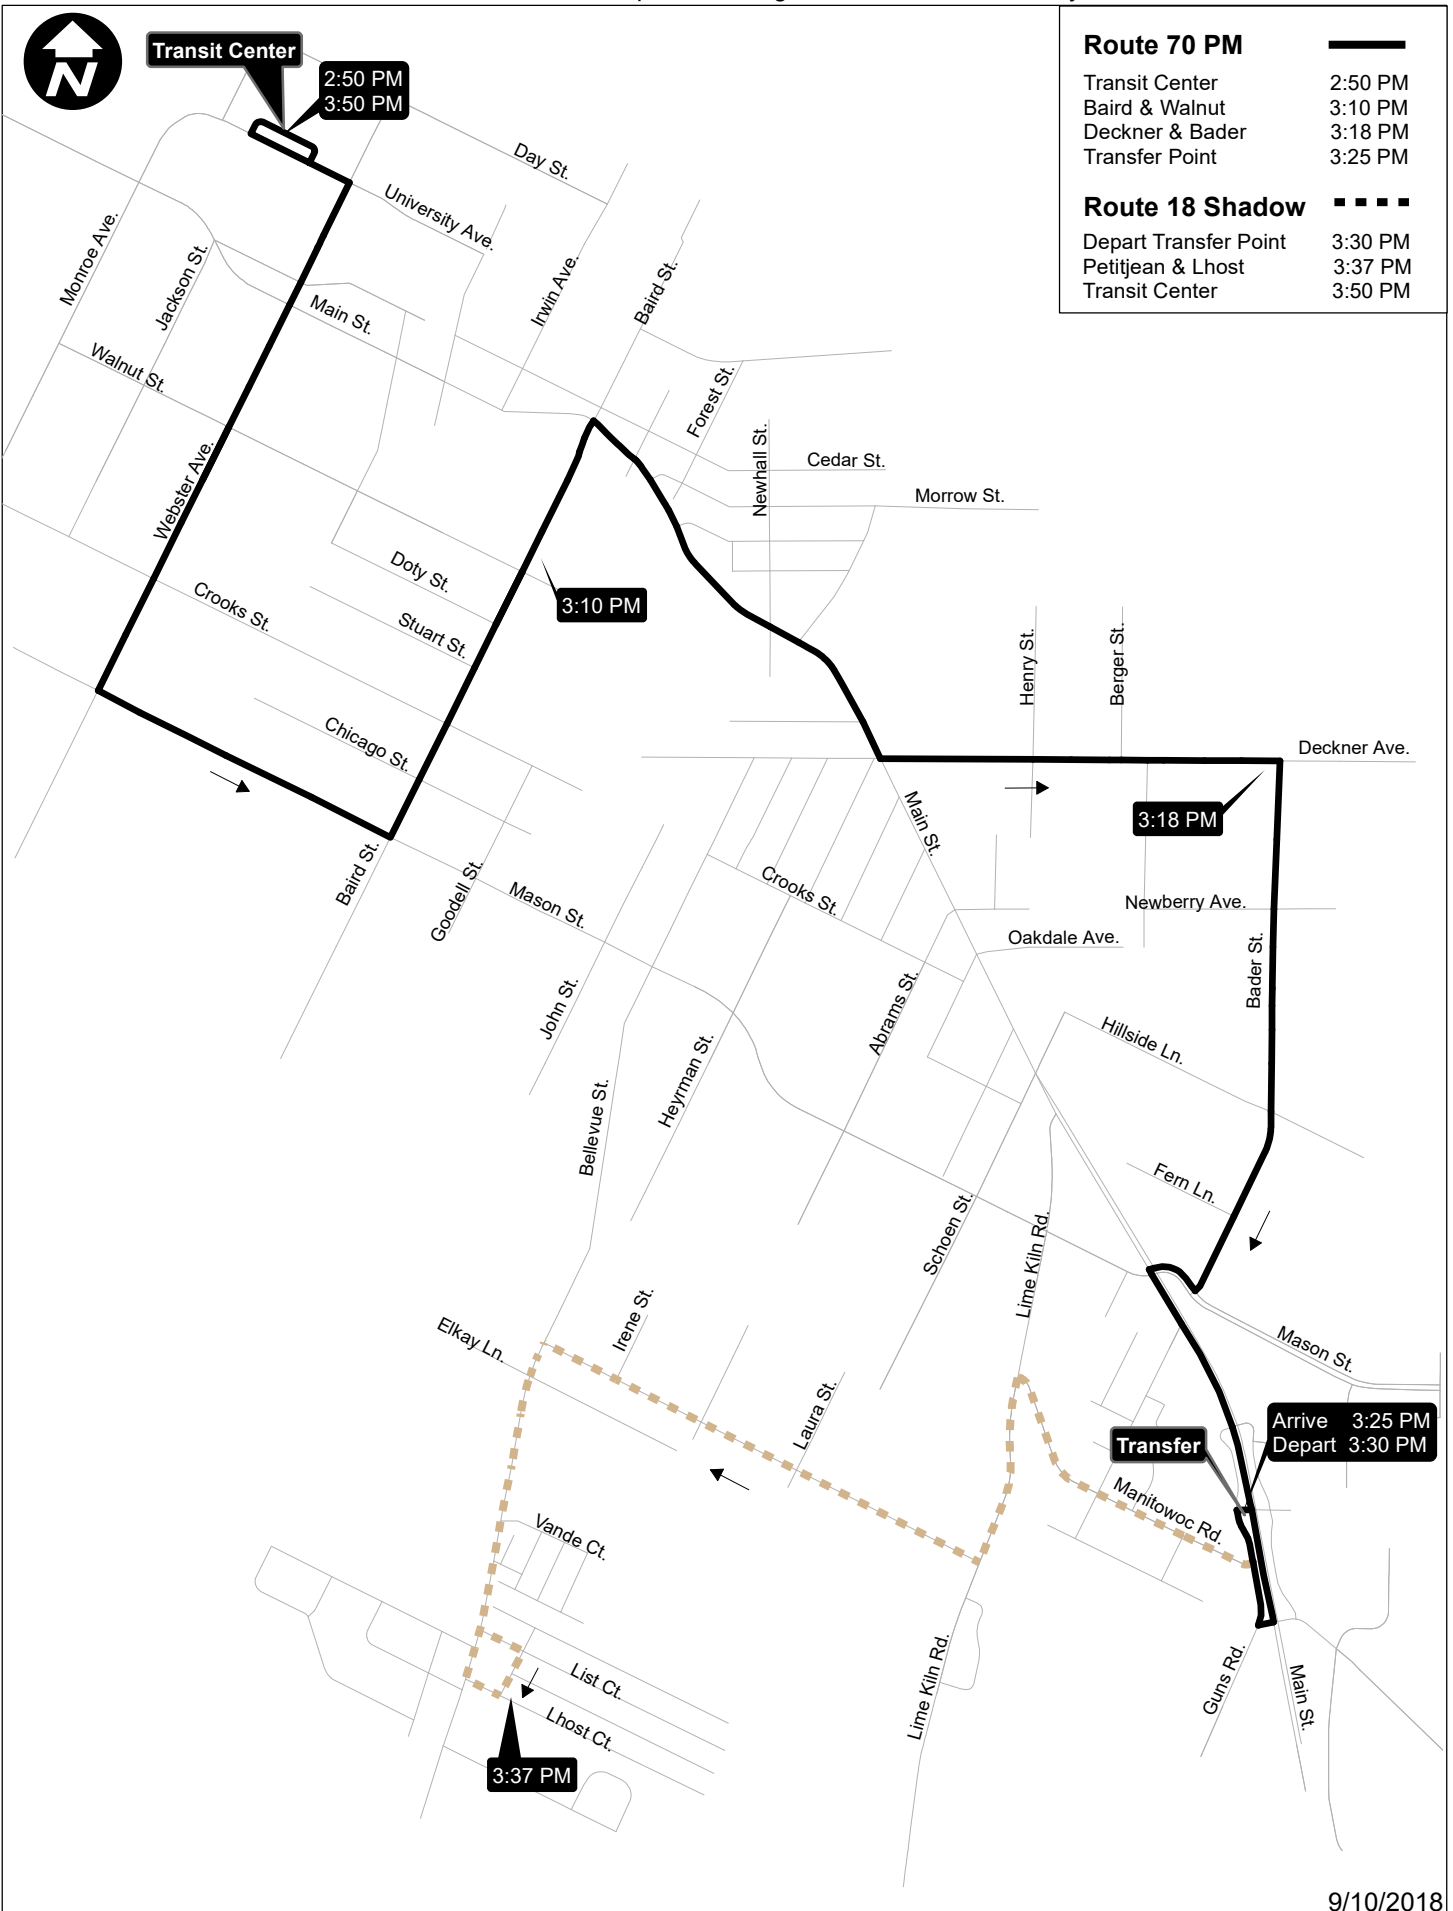 Route 70 PM
Transit Center 2:50 PM
Baird & Walnut 3:10 PM
Deckner & Bader 3:18 PM
Transfer Point 3:25 PM
Route 18 Shadow
Depart Transfer Point 3:30 PM
Petitjean & Lhost 3:37 PM
Transit Center 3:50 PM
N
Transit Center
2:50 PM
3:50 PM
Day St.
University Ave.
Monroe Ave.
Jackson St.
Irwin Ave.
Baird St.
Main St.
Walnut St.
Forest St.
Newhall St.
Cedar St.
Morrow St.
Webster Ave.
Doty St.
3:10 PM
Crooks St.
Stuart St.
Henry St.
Berger St.
Chicago St.
Deckner Ave.
3:18 PM
Main St.
Baird St.
Goodell St.
Mason St.
Crooks St.
Newberry Ave.
Oakdale Ave.
Bader St.
John St.
Abrams St.
Heyrman St.
Hillside Ln.
Bellevue St.
Fern Ln.
Schoen St.
Lime Kiln Rd.
Irene St.
Elkay Ln.
Mason St.
Laura St.
Arrive 3:25 PM
Depart 3:30 PM
Transfer
Manitowoc Rd.
Vande Ct.
List Ct.
Lhost Ct.
Lime Kiln Rd.
Guns Rd.
Main St.
3:37 PM
9/10/2018